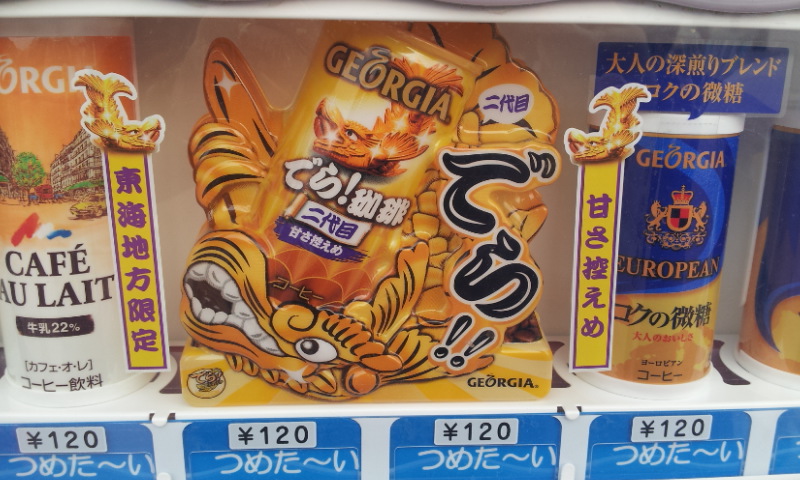 GEORGIA
CAFÉ
AU LAIT
牛乳22%
[カフェ・オ・レ]
コーヒー飲料
東海地方限定
GEORGIA
でら!珈琲
二代目
甘さ控えめ
コーヒー
二代目
でら!!
GEORGIA
甘さ控えめ
大人の深煎りブレンド
コクの微糖
GEORGIA
EUROPEAN
コクの微糖
大人のおいしさ
ヨーロピアン
コーヒー
¥120
¥120
¥120
¥120
つめた〜い
つめた〜い
つめた〜い
つめた〜い